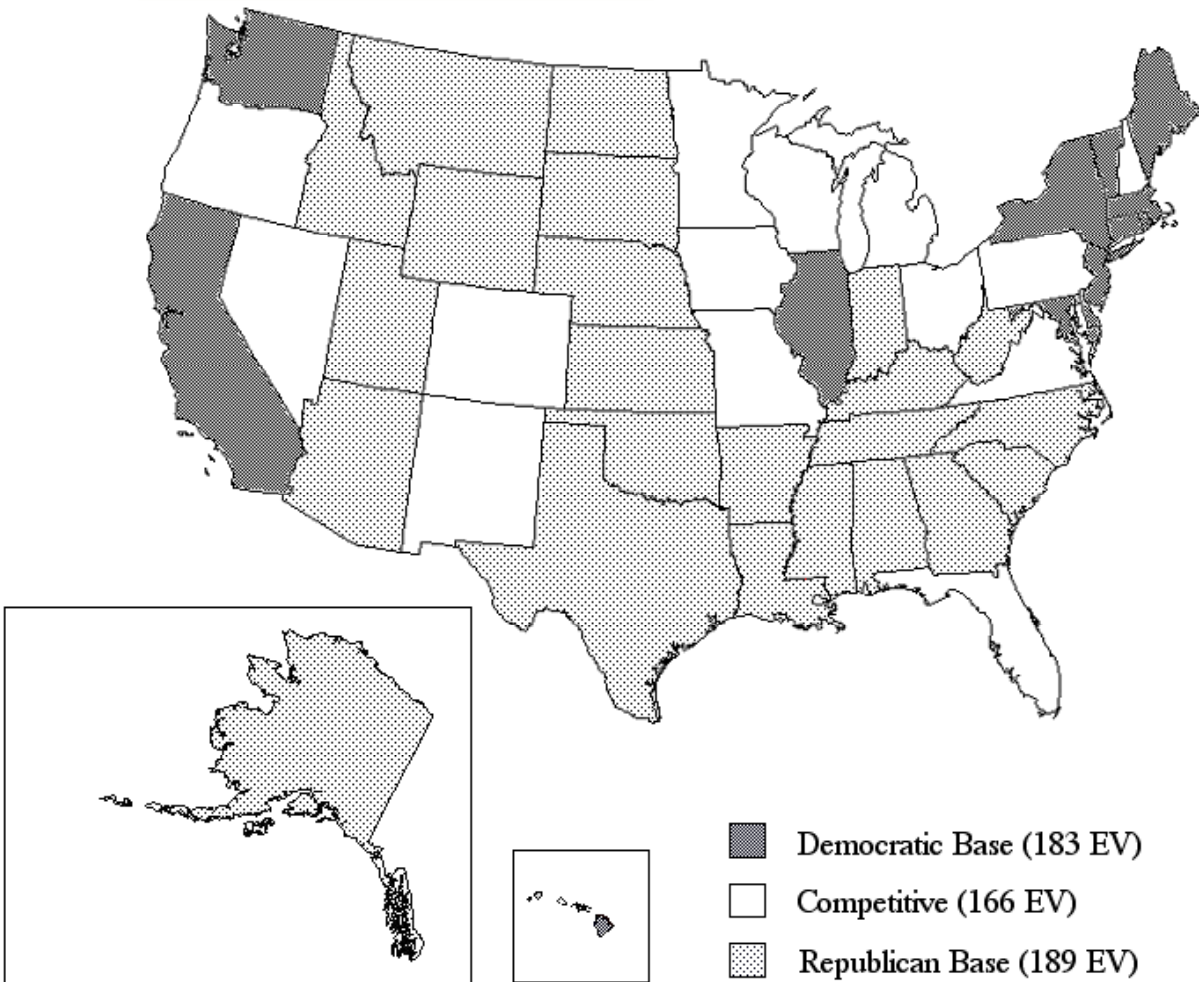 Democratic Base (183 EV)
Competitive (166 EV)
Republican Base (189 EV)